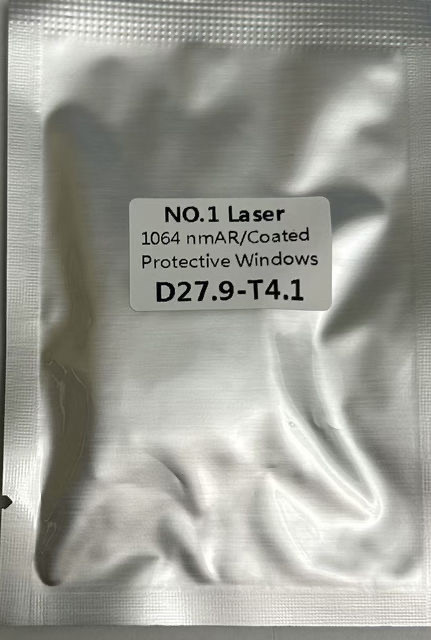 NO.1 Laser
1064 nmAR/Coated
Protective Windows
D27.9-T4.1